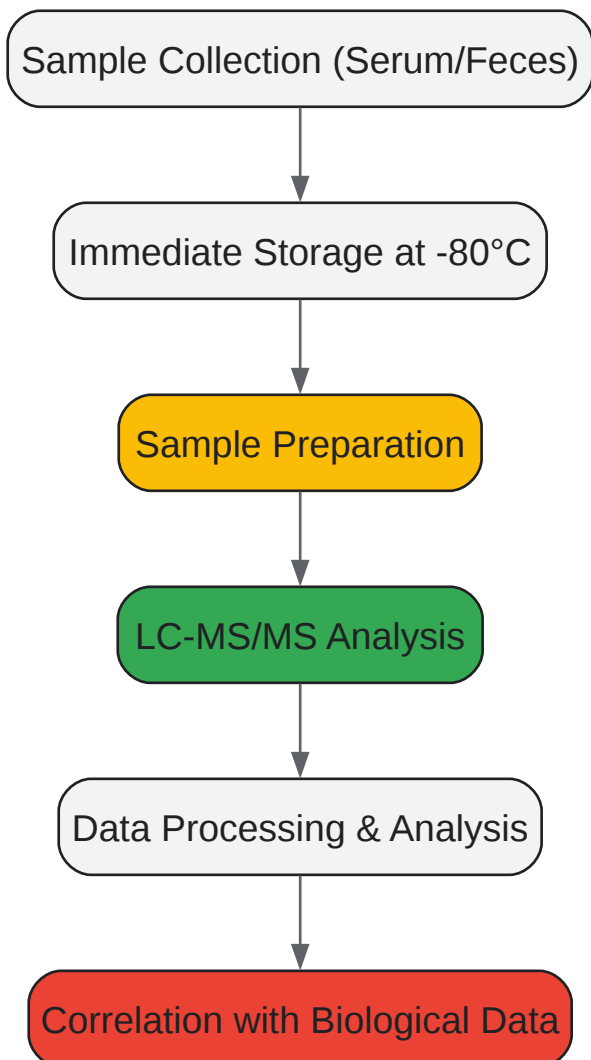 Sample Collection (Serum/Feces)
Immediate Storage at -80°C
Sample Preparation
LC-MS/MS Analysis
Data Processing & Analysis
Correlation with Biological Data